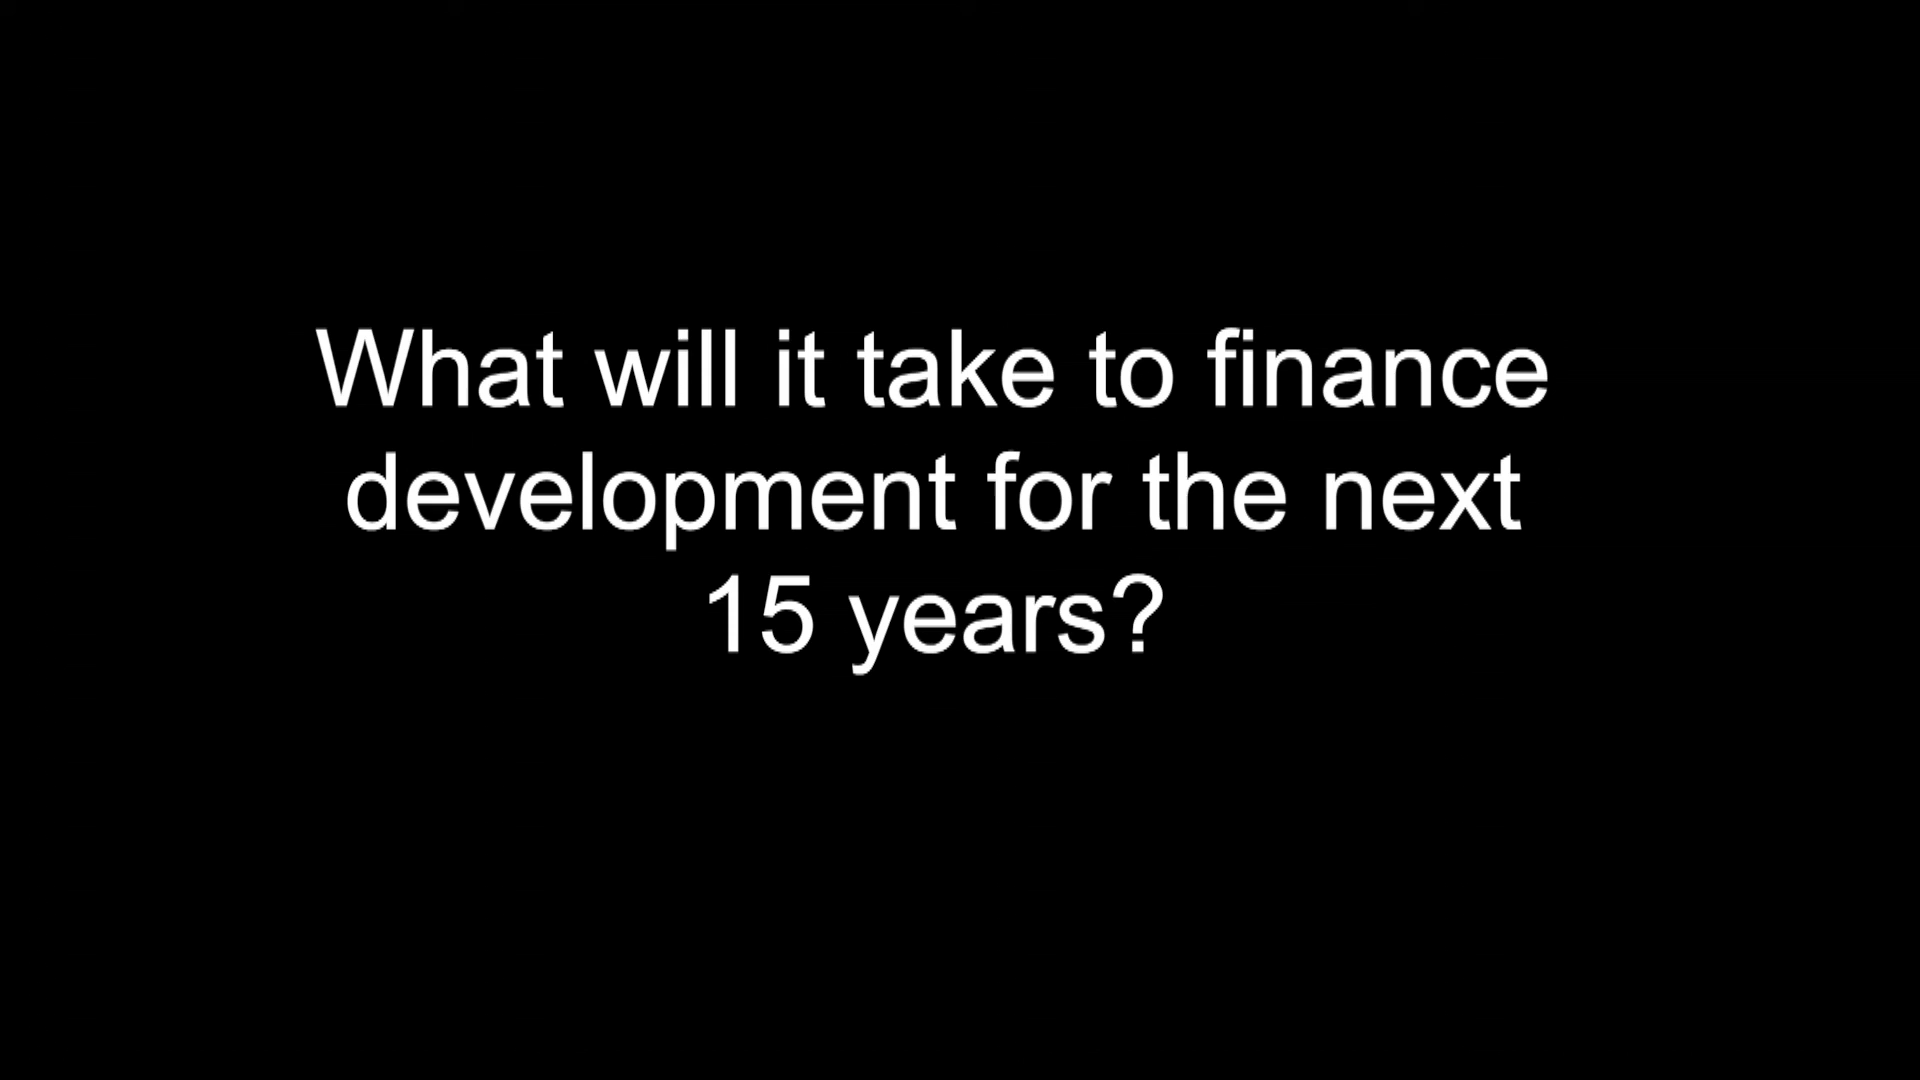 What will it take to finance
development for the next
15 years?